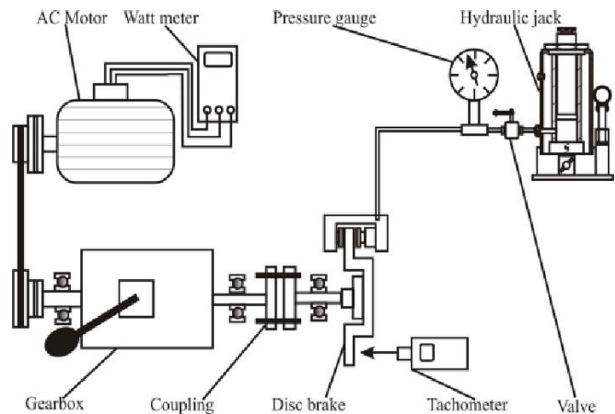 AC Motor
Watt meter
Pressure gauge
Hydraulic jack
Gearbox
Coupling
Disc brake
Tachometer
Valve